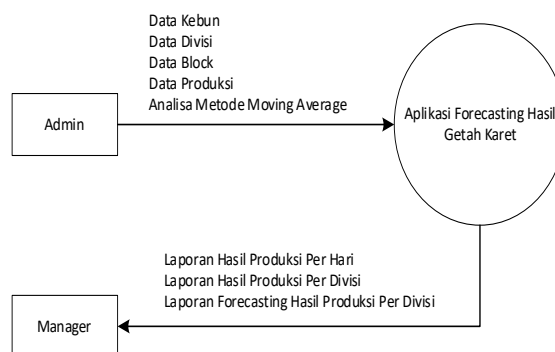 Data Kebun
Data Divisi
Data Block
Data Produksi
Analisa Metode Moving Average
Admin
Aplikasi Forecasting Hasil
Getah Karet
Laporan Hasil Produksi Per Hari
Laporan Hasil Produksi Per Divisi
Laporan Forecasting Hasil Produksi Per Divisi
Manager